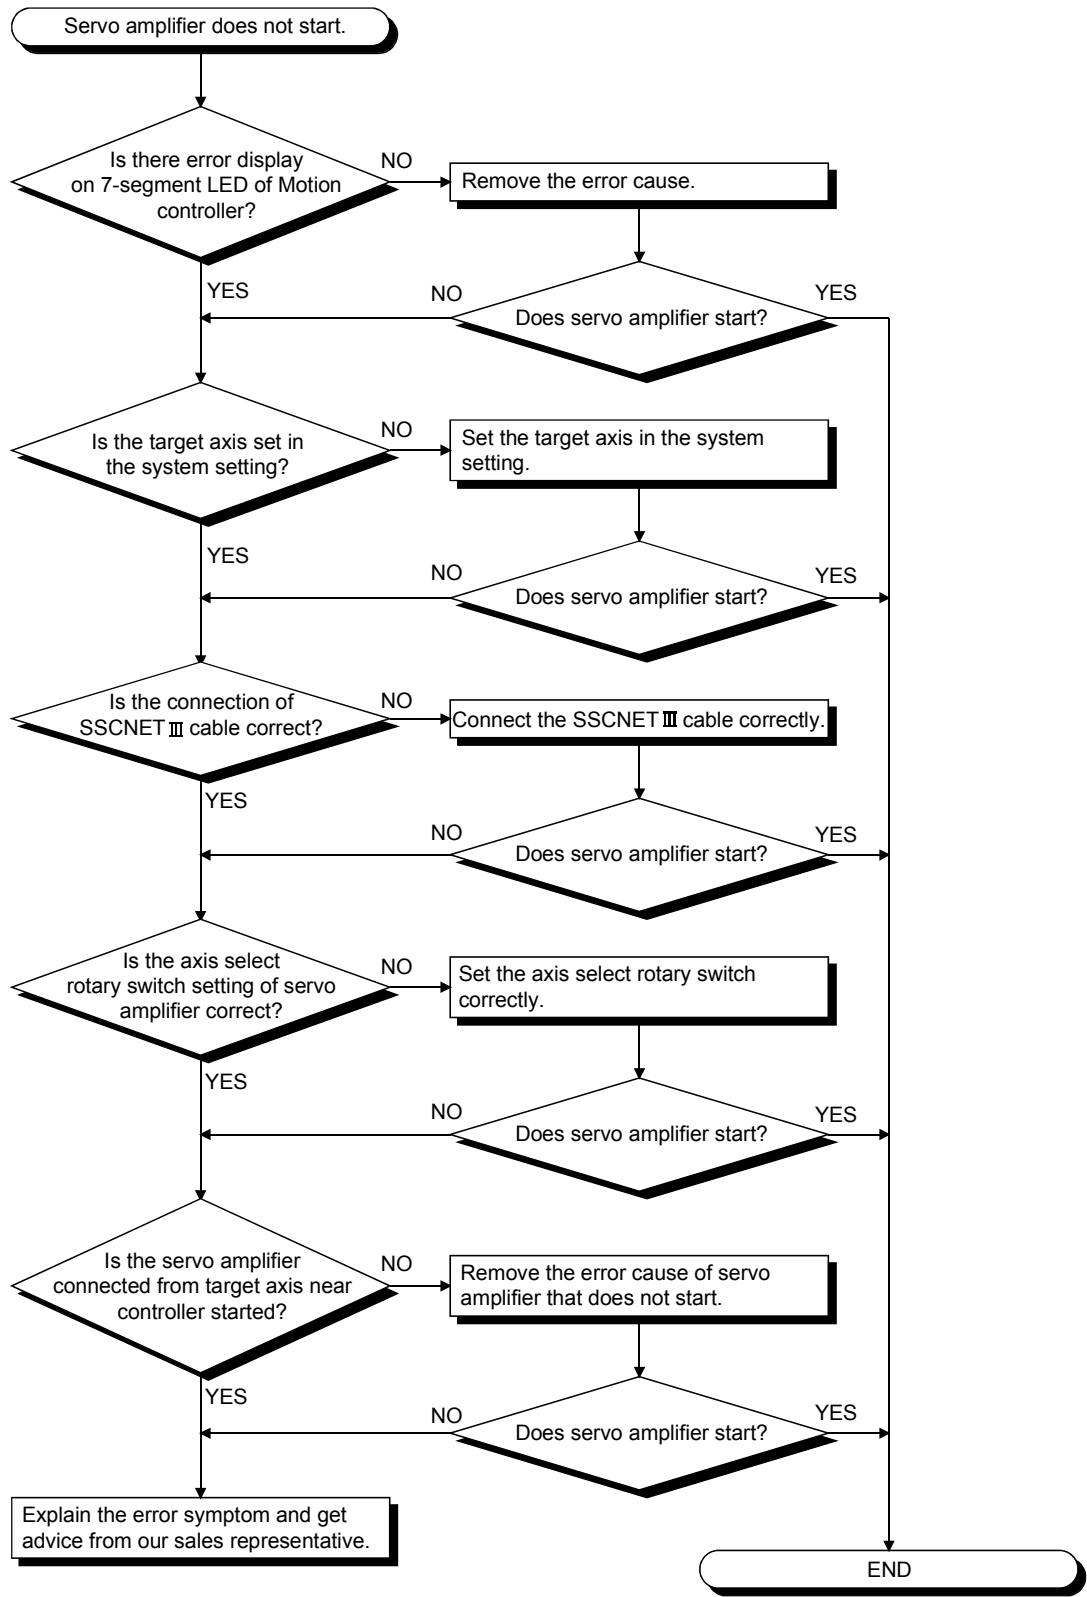 Servo amplifier does not start.
Is there error display
on 7-segment LED of Motion
controller?
NO
Remove the error cause.
YES
NO
Does servo amplifier start?
YES
Is the target axis set in
the system setting?
NO
Set the target axis in the system
setting.
YES
NO
Does servo amplifier start?
YES
Is the connection of
SSCNETⅢ cable correct?
NO
Connect the SSCNETⅢ cable correctly.
YES
NO
Does servo amplifier start?
YES
Is the axis select
rotary switch setting of servo
amplifier correct?
NO
Set the axis select rotary switch
correctly.
YES
NO
Does servo amplifier start?
YES
Is the servo amplifier
connected from target axis near
controller started?
NO
Remove the error cause of servo
amplifier that does not start.
YES
NO
Does servo amplifier start?
YES
Explain the error symptom and get
advice from our sales representative.
END